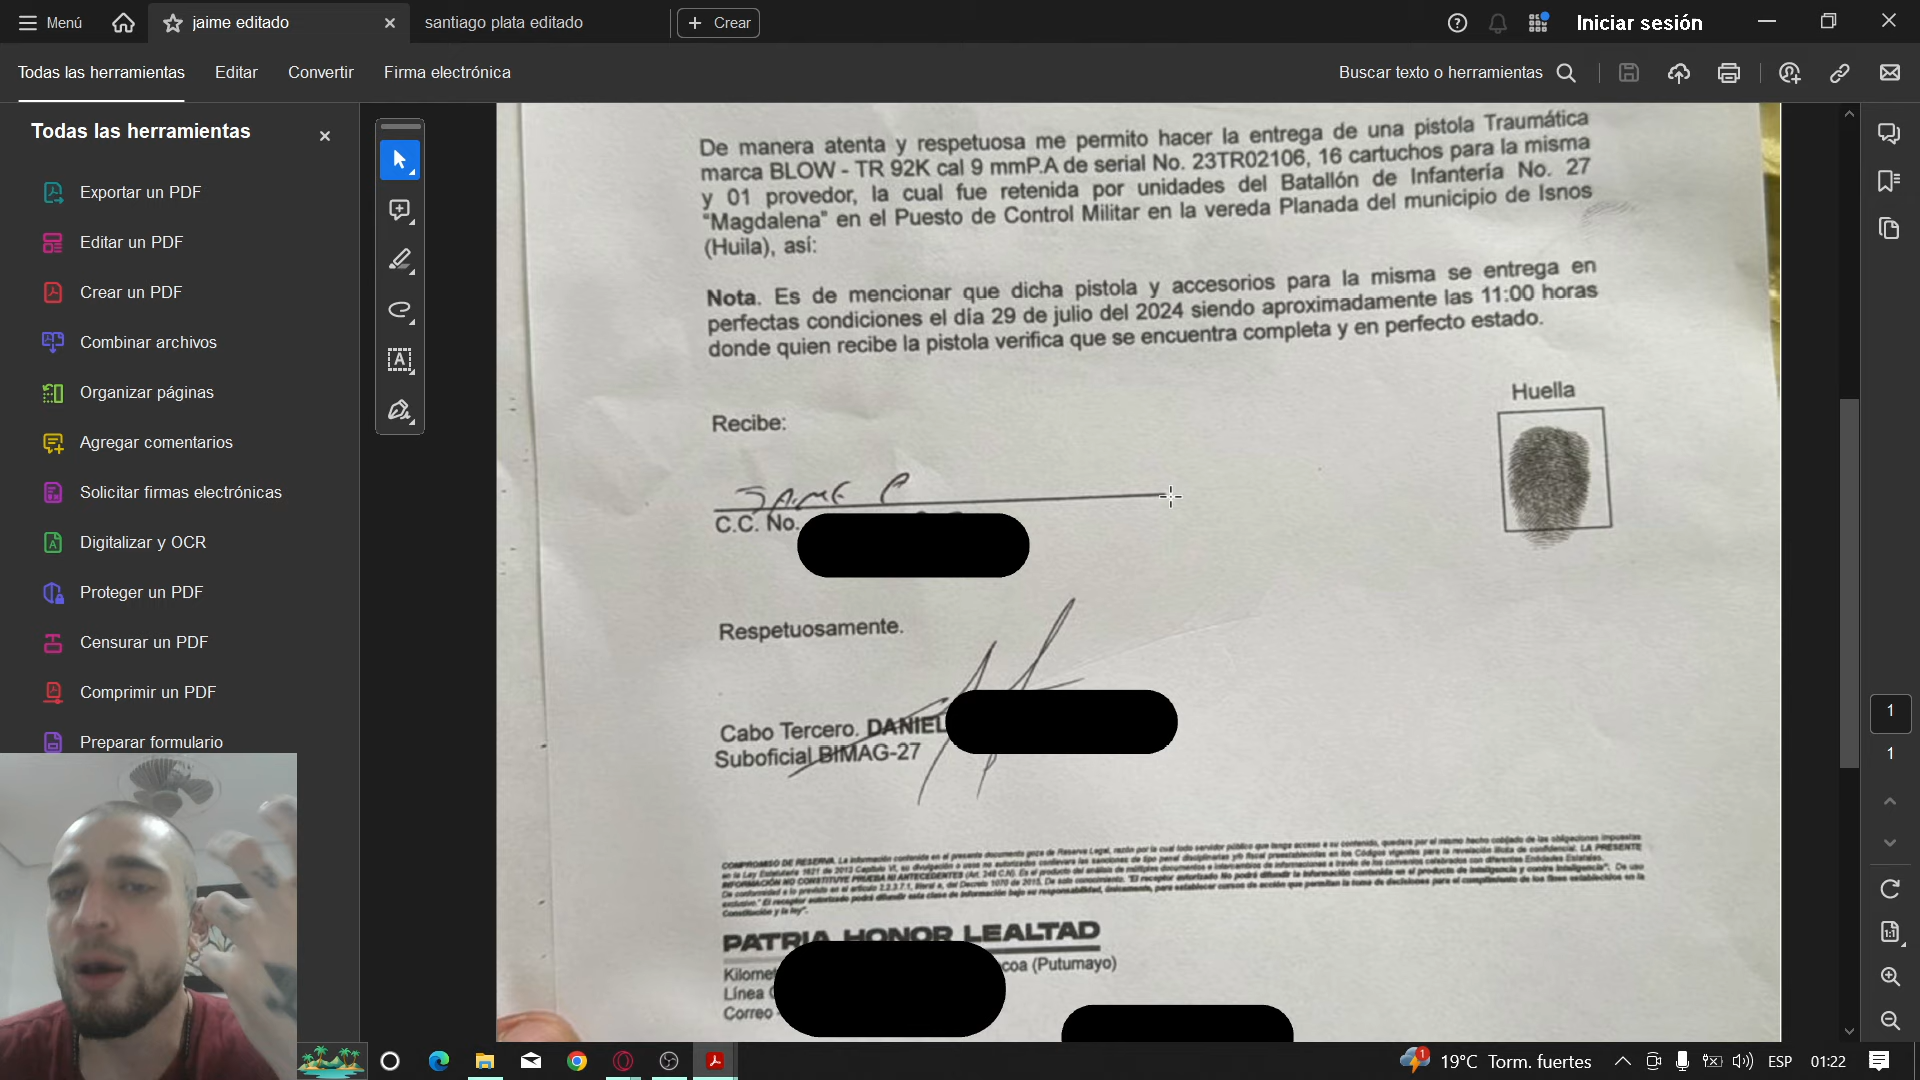 Menú
jaime editado
santiago plata editado
Crear
Iniciar sesión
Todas las herramientas
Editar
Convertir
Firma electrónica
Buscar texto o herramientas
Todas las herramientas
Exportar un PDF
Editar un PDF
Crear un PDF
Combinar archivos
Organizar páginas
Agregar comentarios
Solicitar firmas electrónicas
Digitalizar y OCR
Proteger un PDF
Censurar un PDF
Comprimir un PDF
Preparar formulario
De manera atenta y respetuosa me permito hacer la entrega de una pistola Traumática
marca BLOW - TR 92K cal 9 mmP.A de serial No. 23TR02106, 16 cartuchos para la misma
y 01 provedor, la cual fue retenida por unidades del Batallón de Infantería No. 27
“Magdalena” en el Puesto de Control Militar en la vereda Planada del municipio de Isnos
(Huila), así:
Nota. Es de mencionar que dicha pistola y accesorios para la misma se entrega en
perfectas condiciones el día 29 de julio del 2024 siendo aproximadamente las 11:00 horas
donde quien recibe la pistola verifica que se encuentra completa y en perfecto estado.
Huella
Recibe:
JAIME
C.C. No.
Respetuosamente.
Cabo Tercero. DANIEL
Suboficial BIMAG-27
PATRIA HONOR LEALTAD
coa (Putumayo)
Línea
Correo -
1
1
19°C Torm. fuertes
ESP
01:22